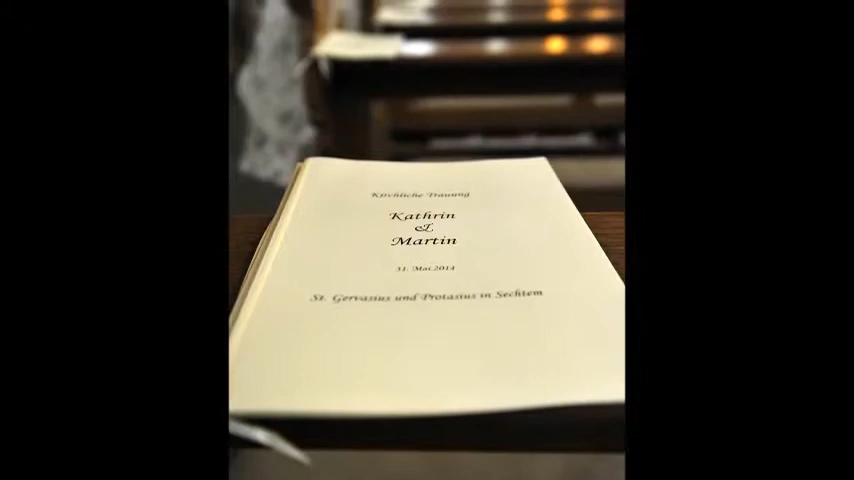 Kirchliche Trauung
Kathrin
&
Martin
31. Mai 2014
St. Gervasius und Protasius in Sechtem